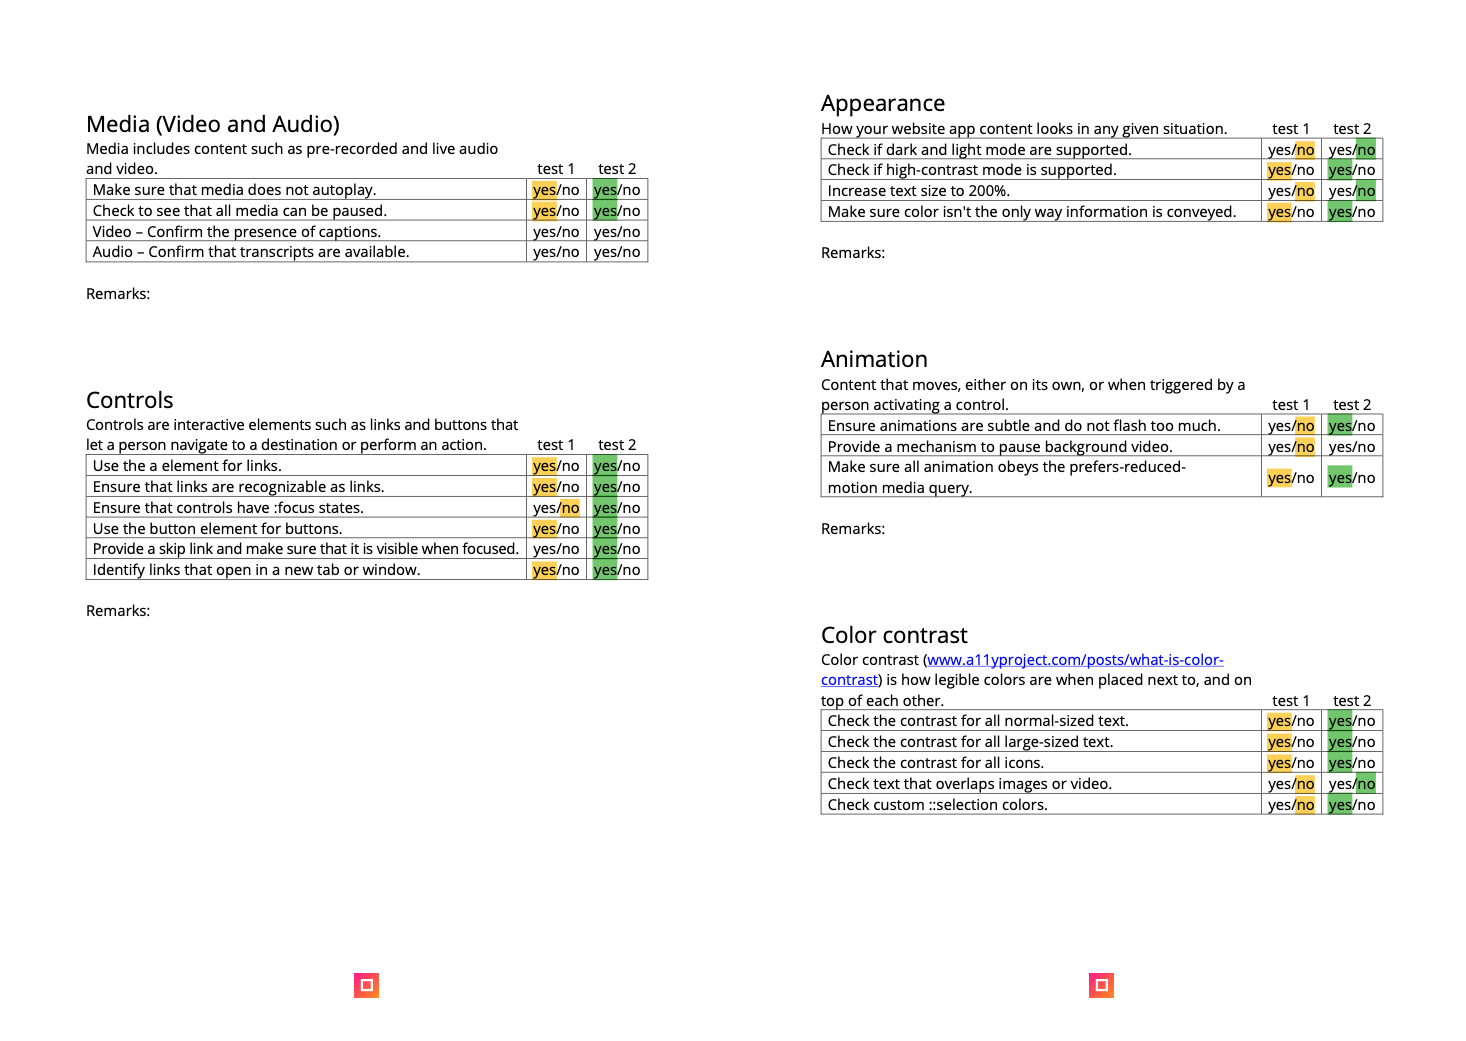 Media (Video and Audio)
Media includes content such as pre-recorded and live audio
and video. test 1 test 2
Make sure that media does not autoplay. yes/no yes/no
Check to see that all media can be paused. yes/no yes/no
Video – Confirm the presence of captions. yes/no yes/no
Audio – Confirm that transcripts are available. yes/no yes/no
Remarks:
Controls
Controls are interactive elements such as links and buttons that
let a person navigate to a destination or perform an action. test 1 test 2
Use the a element for links. yes/no yes/no
Ensure that links are recognizable as links. yes/no yes/no
Ensure that controls have :focus states. yes/no yes/no
Use the button element for buttons. yes/no yes/no
Provide a skip link and make sure that it is visible when focused. yes/no yes/no
Identify links that open in a new tab or window. yes/no yes/no
Remarks:
Appearance
How your website app content looks in any given situation. test 1 test 2
Check if dark and light mode are supported. yes/no yes/no
Check if high-contrast mode is supported. yes/no yes/no
Increase text size to 200%. yes/no yes/no
Make sure color isn't the only way information is conveyed. yes/no yes/no
Remarks:
Animation
Content that moves, either on its own, or when triggered by a
person activating a control. test 1 test 2
Ensure animations are subtle and do not flash too much. yes/no yes/no
Provide a mechanism to pause background video. yes/no yes/no
Make sure all animation obeys the prefers-reduced-
motion media query. yes/no yes/no
Remarks:
Color contrast
Color contrast (www.a11yproject.com/posts/what-is-color-
contrast) is how legible colors are when placed next to, and on
top of each other. test 1 test 2
Check the contrast for all normal-sized text. yes/no yes/no
Check the contrast for all large-sized text. yes/no yes/no
Check the contrast for all icons. yes/no yes/no
Check text that overlaps images or video. yes/no yes/no
Check custom ::selection colors. yes/no yes/no